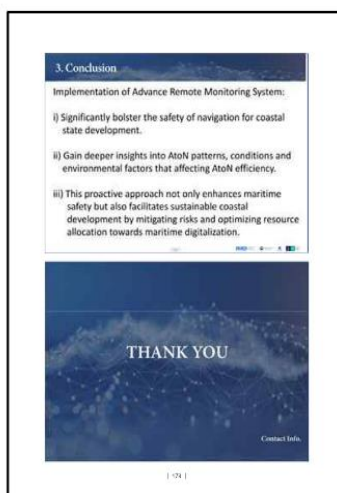 3. Conclusion
Implementation of Advance Remote Monitoring System:
i) Significantly bolster the safety of navigation for coastal
state development.
ii) Gain deeper insights into AtoN patterns, conditions and
environmental factors that affecting AtoN efficiency.
iii) This proactive approach not only enhances maritime
safety but also facilitates sustainable coastal
development by mitigating risks and optimizing resource
allocation towards maritime digitalization.
THANK YOU
Contact Info.